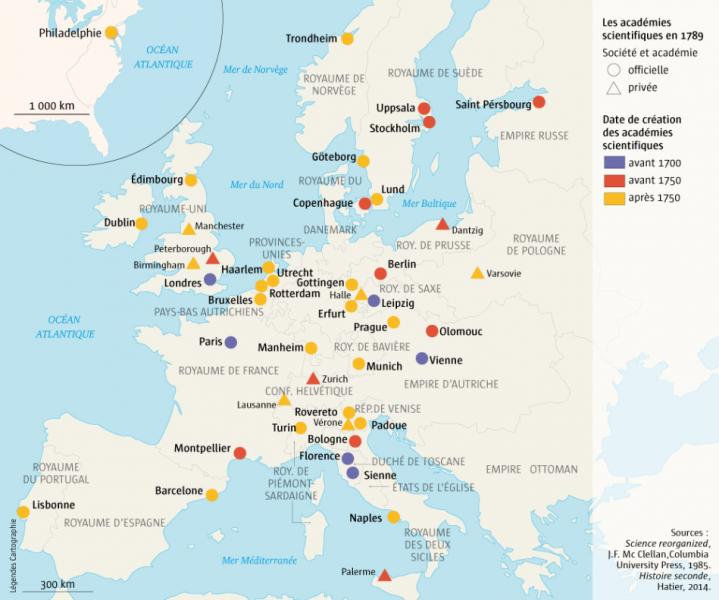 Philadelphie
OCÉAN
ATLANTIQUE
1 000 km
Trondheim
Mer de Norvège
ROYAUME DE
NORVÈGE
ROYAUME DE SUÈDE
Uppsala
Stockholm
Saint Pérsbourg
EMPIRE RUSSE
Göteborg
Édimbourg
Mer du Nord
ROYAUME DU
DANEMARK
Lund
Copenhague
Mer Baltique
Dublin
ROYAUME-UNI
Manchester
Peterborough
Birmingham
Londres
PROVINCES-
UNIES
Haarlem
Utrecht
Rotterdam
Bruxelles
PAYS-BAS AUTRICHIENS
Dantzig
ROY. DE PRUSSE
ROYAUME
DE POLOGNE
Berlin
Gottingen
ROY. DE SAXE
Halle
Leipzig
Erfurt
Varsovie
Prague
Olomouc
OCÉAN
ATLANTIQUE
Paris
Manheim
ROY. DE BAVIÈRE
Vienne
Munich
ROYAUME DE FRANCE
Zurich
EMPIRE D'AUTRICHE
CONF. HELVÉTIQUE
Lausanne
Rovereto
RÉP. DE VENISE
Vérone
Turin
Padoue
Bologne
Montpellier
Florence
DUCHÉ DE TOSCANE
Sienne
ÉTATS DE L'ÉGLISE
ROY. DE
PIÉMONT-
SARDAIGNE
EMPIRE OTTOMAN
ROYAUME
DU PORTUGAL
Barcelone
Lisbonne
ROYAUME D'ESPAGNE
Naples
ROYAUME
DES DEUX
SICILES
Mer Méditerranée
Palerme
300 km
Légendes Cartographie
Les académies
scientifiques en 1789
Société et académie
officielle
privée
Date de création
des académies
scientifiques
avant 1700
avant 1750
après 1750
Sources :
Science reorganized,
J.F. Mc Clellan,Columbia
University Press, 1985.
Histoire seconde,
Hatier, 2014.